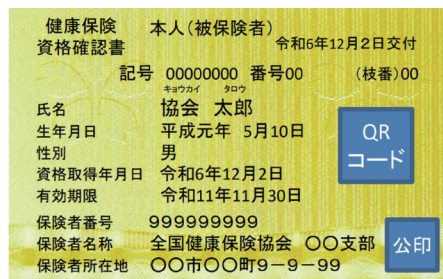 健康保険 本人(被保険者)
資格確認書 令和6年12月2日交付
記号 00000000 番号00 (枝番)00
キョウカイ タロウ
氏名 協会 太郎
生年月日 平成元年 5月10日
性別 男
資格取得年月日 令和6年12月2日
有効期限 令和11年11月30日
QR
コード
保険者番号 999999999
保険者名称 全国健康保険協会 〇〇支部
保険者所在地 〇〇市〇〇町9-9-99
公印